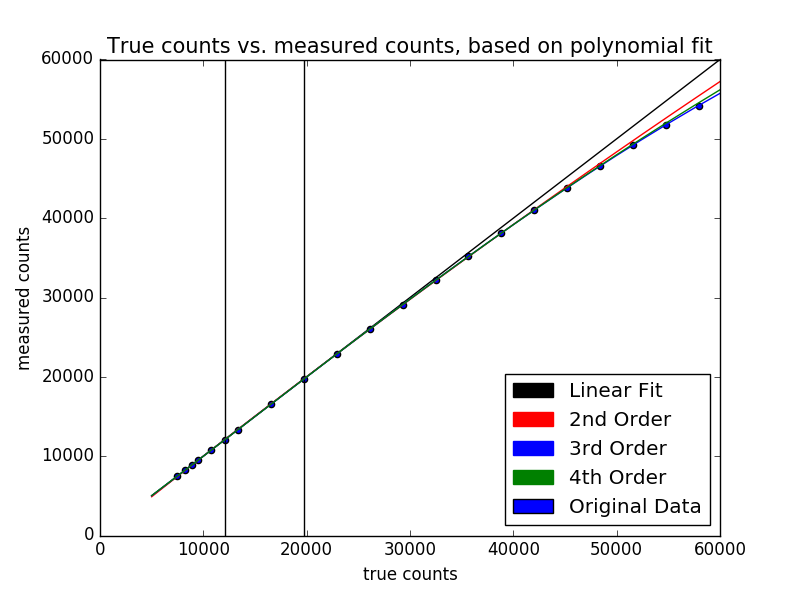 True counts vs. measured counts, based on polynomial fit
60000
50000
40000
30000
20000
10000
0
measured counts
0 10000 20000 30000 40000 50000 60000
true counts
Linear Fit
2nd Order
3rd Order
4th Order
Original Data